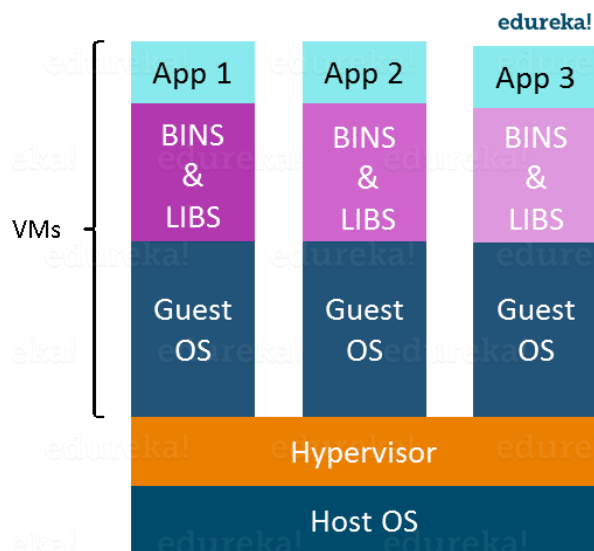 edureka!
App 1
App 2
App 3
BINS
&
LIBS
BINS
&
LIBS
BINS
&
LIBS
VMs
Guest
OS
Guest
OS
Guest
OS
Hypervisor
Host OS